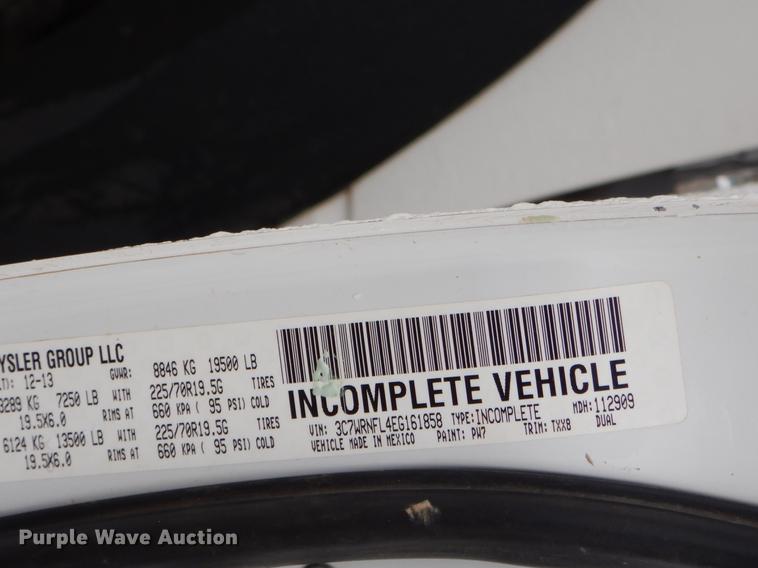 YSLER GROUP LLC
LT): 12-13 GVWR: 8846 KG 19500 LB
3289 KG 7250 LB WITH 225/70R19.5G TIRES
19.5X6.0 RIMS AT 660 KPA ( 95 PSI) COLD
6124 KG 13500 LB WITH 225/70R19.5G TIRES
19.5X6.0 RIMS AT 660 KPA ( 95 PSI) COLD
INCOMPLETE VEHICLE
VIN: 3C7WRNFL4EG161858 TYPE: INCOMPLETE MDH: 112909
VEHICLE MADE IN MEXICO PAINT: PW7 TRIM: TXX8 DUAL
Purple Wave Auction